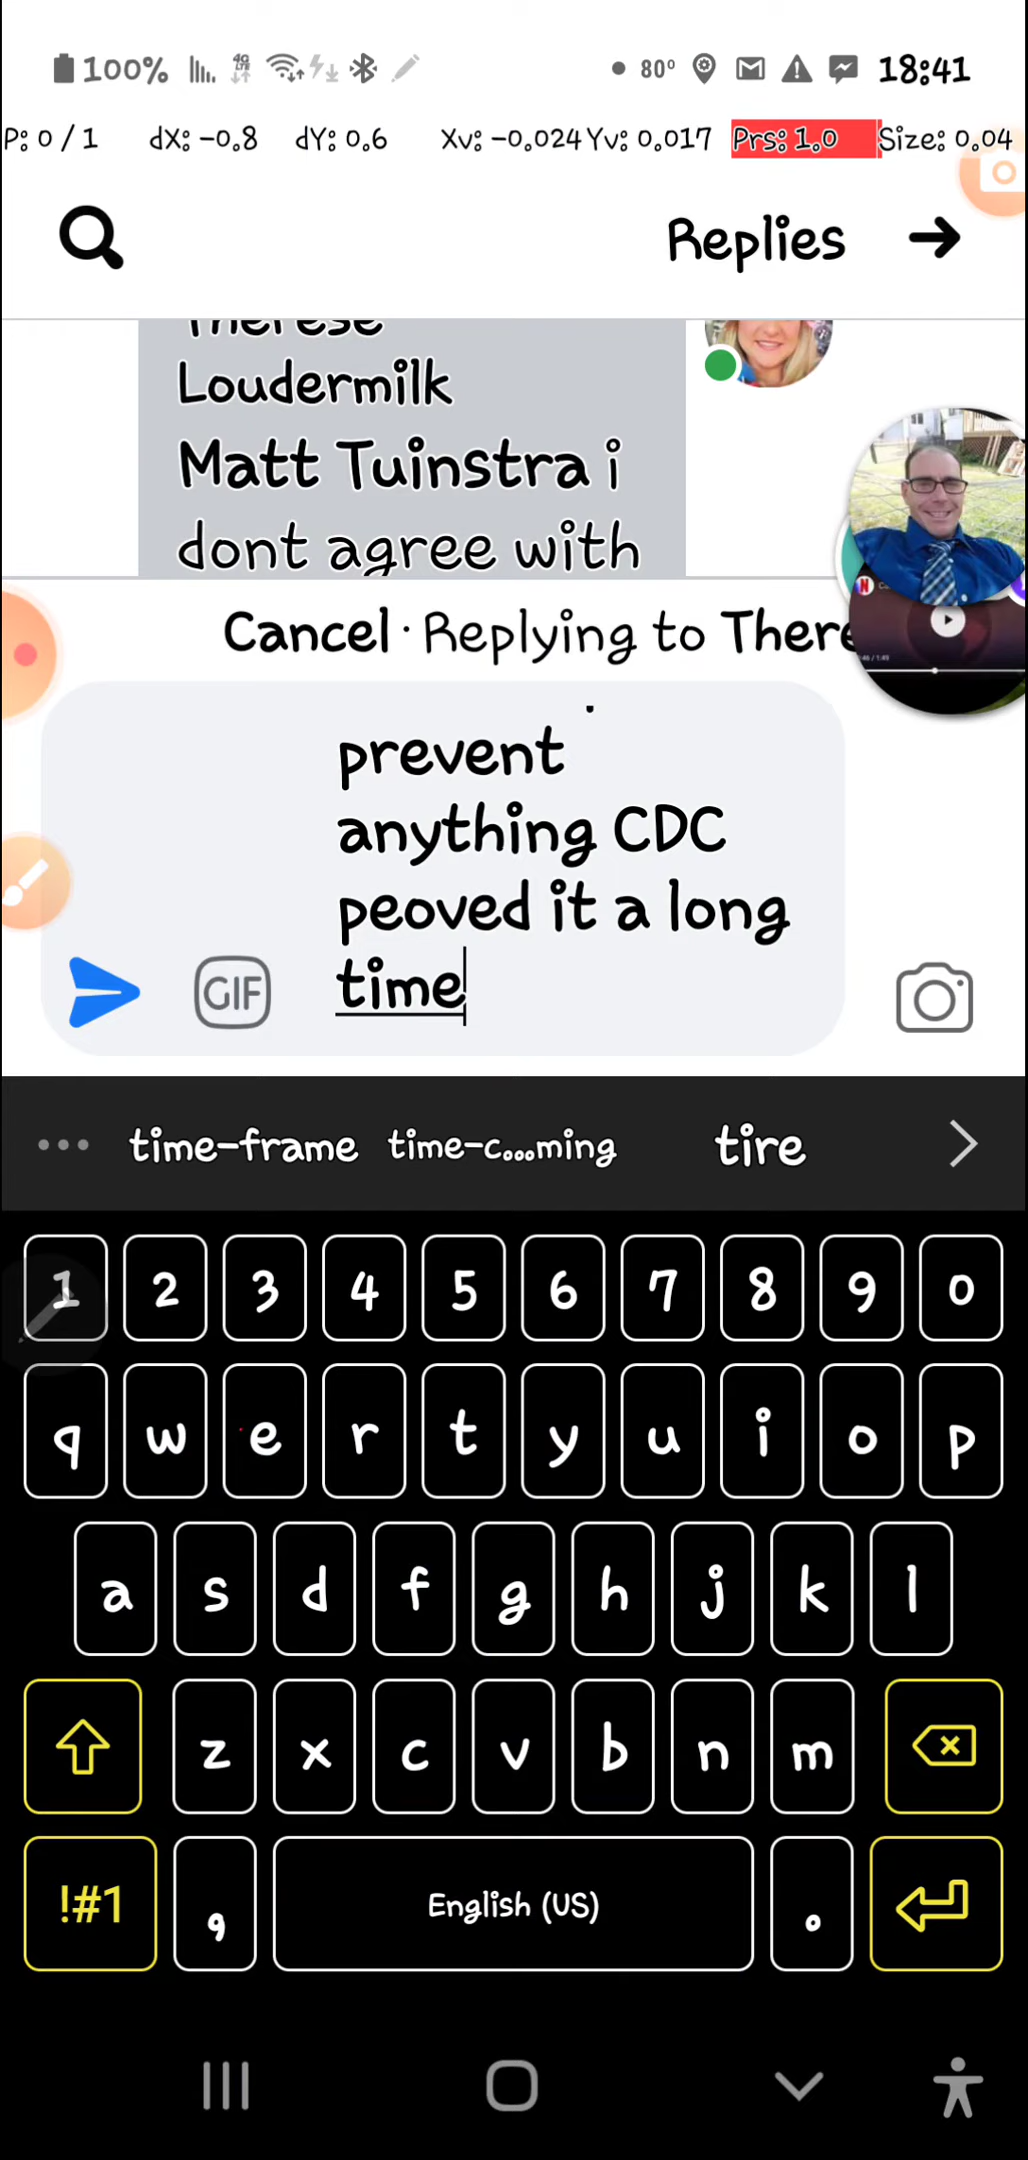 100% 4G 80° 18:41
P: 0 / 1 dX: -0.8 dY: 0.6 Xv: -0.024 Yv: 0.017 Prs: 1.0 Size: 0.04
Replies
Therese
Loudermilk
Matt Tuinstra i
dont agree with
Cancel · Replying to There
prevent
anything CDC
peoved it a long
time
GIF
time-frame time-c...ming tire
1 2 3 4 5 6 7 8 9 0
q w e r t y u i o p
a s d f g h j k l
z x c v b n m
!#1 , English (US) .